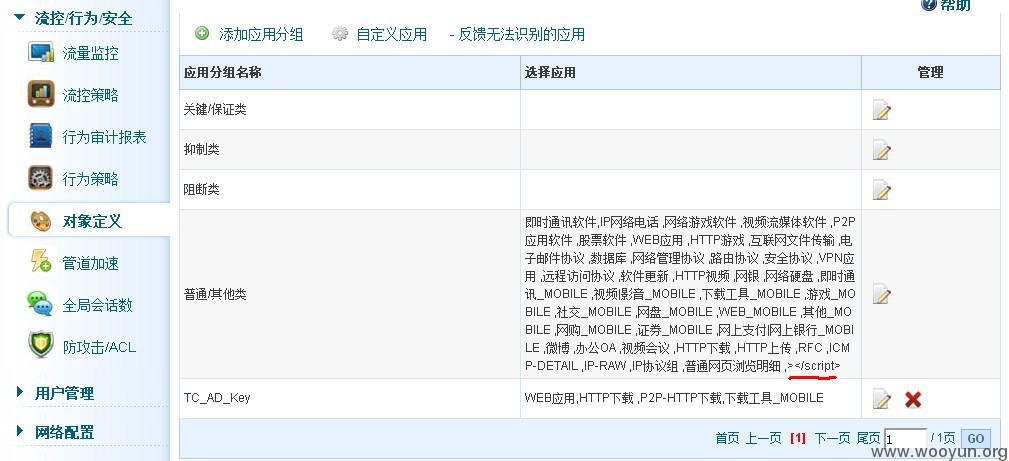 流控/行为/安全
流量监控
流控策略
行为审计报表
行为策略
对象定义
管道加速
全局会话数
防攻击/ACL
用户管理
网络配置
帮助
添加应用分组 自定义应用 - 反馈无法识别的应用
应用分组名称 选择应用 管理
关键/保证类
抑制类
阻断类
普通/其他类
即时通讯软件,IP网络电话 ,网络游戏软件 ,视频流媒体软件 ,P2P
应用软件 ,股票软件 ,WEB应用 ,HTTP游戏 ,互联网文件传输 ,电
子邮件协议 ,数据库 ,网络管理协议 ,路由协议 ,安全协议 ,VPN应
用 ,远程访问协议 ,软件更新 ,HTTP视频 ,网银 ,网络硬盘 ,即时通
讯_MOBILE ,视频|影音_MOBILE ,下载工具_MOBILE ,游戏_MO
BILE ,社交_MOBILE ,网盘_MOBILE ,WEB_MOBILE ,其他_MO
BILE ,网购_MOBILE ,证券_MOBILE ,网上支付|网上银行_MOBI
LE ,微博 ,办公OA ,视频会议 ,HTTP下载 ,HTTP上传 ,RFC ,ICM
P-DETAIL ,IP-RAW ,IP协议组 ,普通网页浏览明细 ,></script>
TC_AD_Key WEB应用,HTTP下载 ,P2P-HTTP下载,下载工具_MOBILE
首页 上一页 [1] 下一页 尾页 1 / 1页 GO
www.wooyun.org